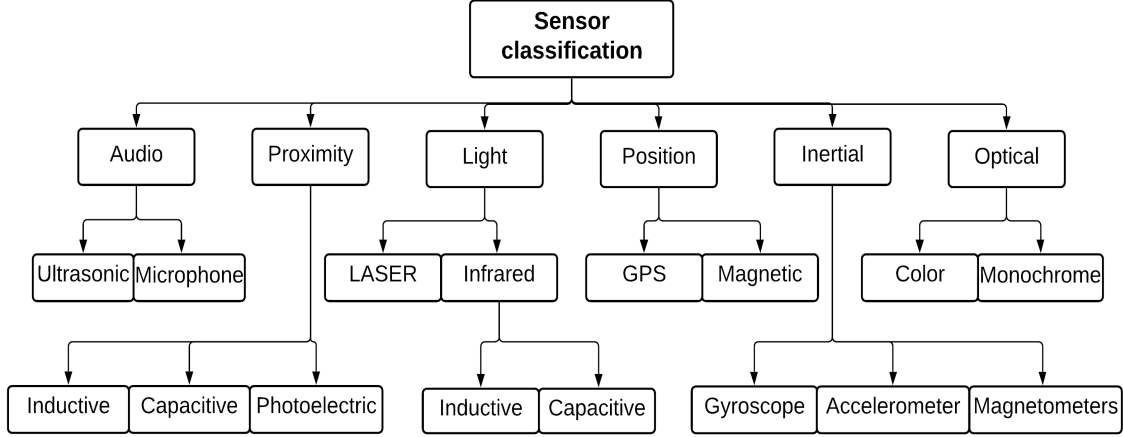 Sensor
classification
Audio
Proximity
Light
Position
Inertial
Optical
Ultrasonic
Microphone
LASER
Infrared
GPS
Magnetic
Color
Monochrome
Inductive
Capacitive
Photoelectric
Inductive
Capacitive
Gyroscope
Accelerometer
Magnetometers